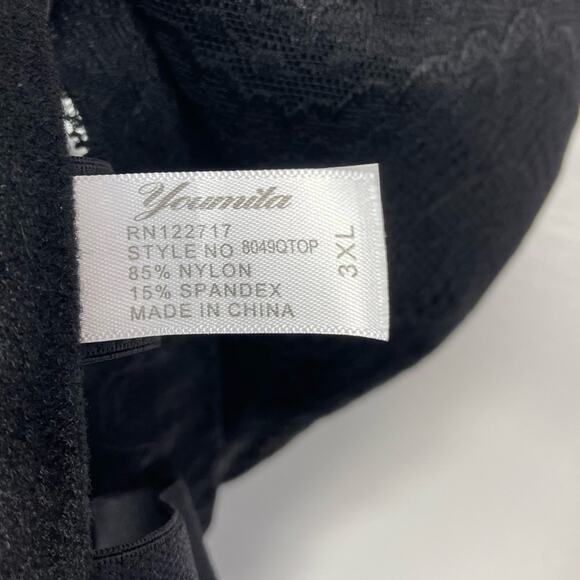 Youmita
RN122717
STYLE NO 8049QTOP
85% NYLON
15% SPANDEX
MADE IN CHINA
3XL